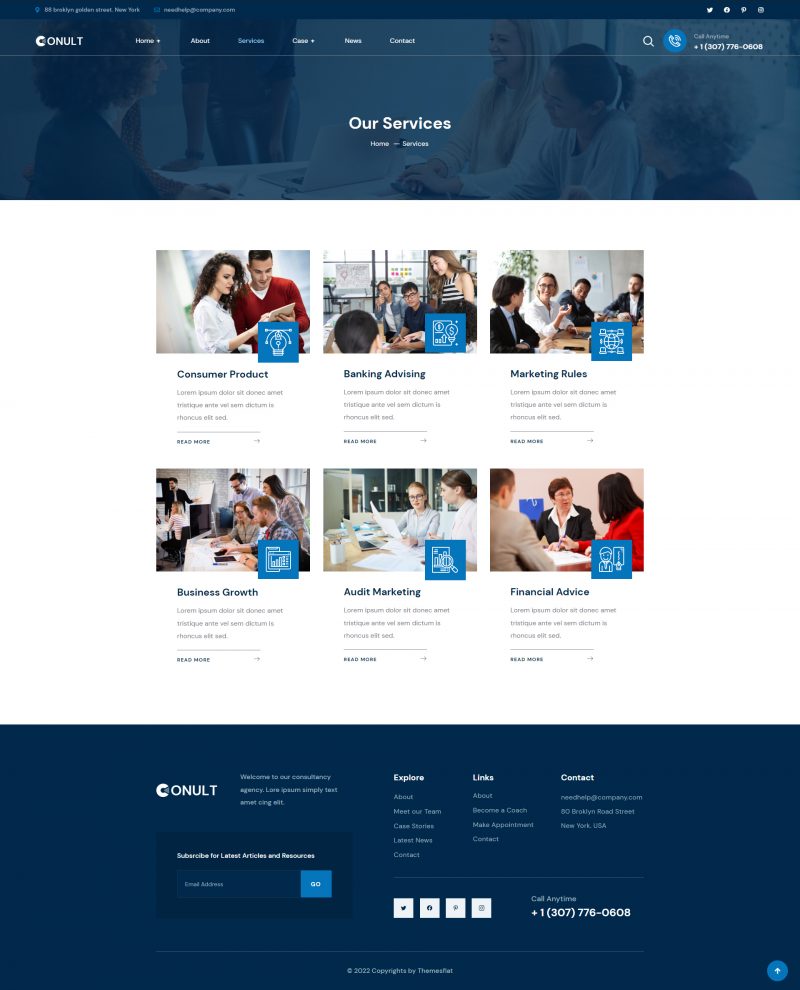 88 broklyn golden street. New York needhelp@company.com
CONULT Home + About Services Case + News Contact Call Anytime
+ 1 (307) 776-0608
Our Services
Home — Services
Consumer Product
Lorem ipsum dolor sit donec amet
tristique ante vel sem dictum is
rhoncus elit sed.
READ MORE
Banking Advising
Lorem ipsum dolor sit donec amet
tristique ante vel sem dictum is
rhoncus elit sed.
READ MORE
Marketing Rules
Lorem ipsum dolor sit donec amet
tristique ante vel sem dictum is
rhoncus elit sed.
READ MORE
Business Growth
Lorem ipsum dolor sit donec amet
tristique ante vel sem dictum is
rhoncus elit sed.
READ MORE
Audit Marketing
Lorem ipsum dolor sit donec amet
tristique ante vel sem dictum is
rhoncus elit sed.
READ MORE
Financial Advice
Lorem ipsum dolor sit donec amet
tristique ante vel sem dictum is
rhoncus elit sed.
READ MORE
CONULT
Welcome to our consultancy
agency. Lore ipsum simply text
amet cing elit.
Subsrcibe for Latest Articles and Resources
Email Address GO
Explore
About
Meet our Team
Case Stories
Latest News
Contact
Links
About
Become a Coach
Make Appointment
Contact
Contact
needhelp@company.com
80 Broklyn Road Street
New York. USA
Call Anytime
+ 1 (307) 776-0608
© 2022 Copyrights by Themesflat